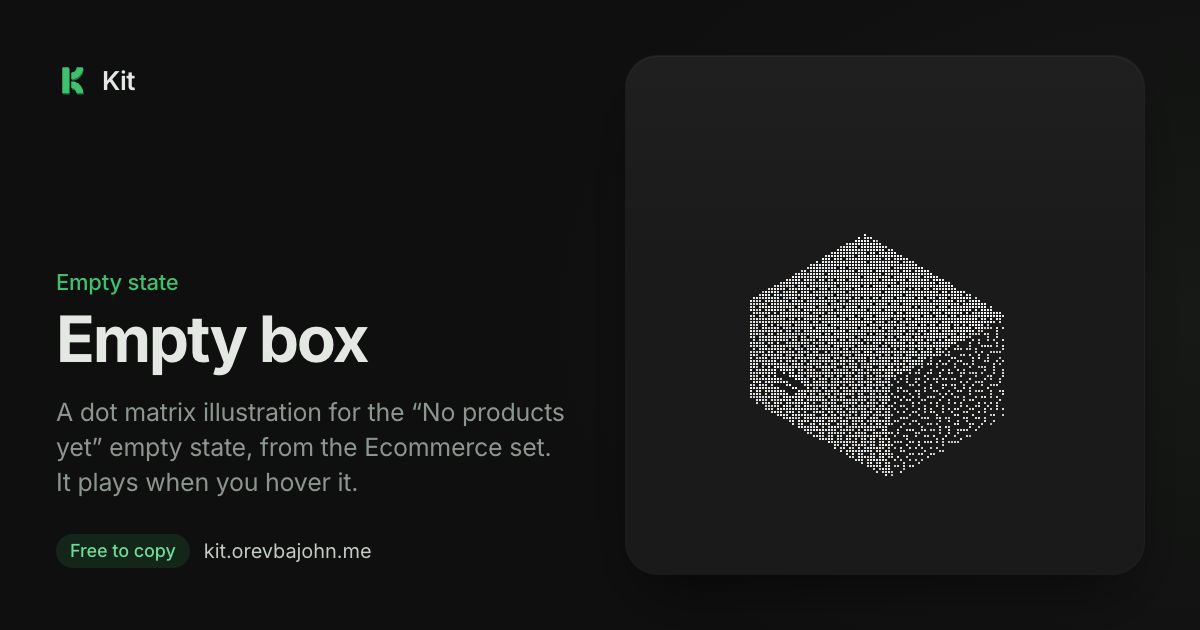 Kit
Empty state
Empty box
A dot matrix illustration for the “No products
yet” empty state, from the Ecommerce set.
It plays when you hover it.
Free to copy
kit.orevbajohn.me